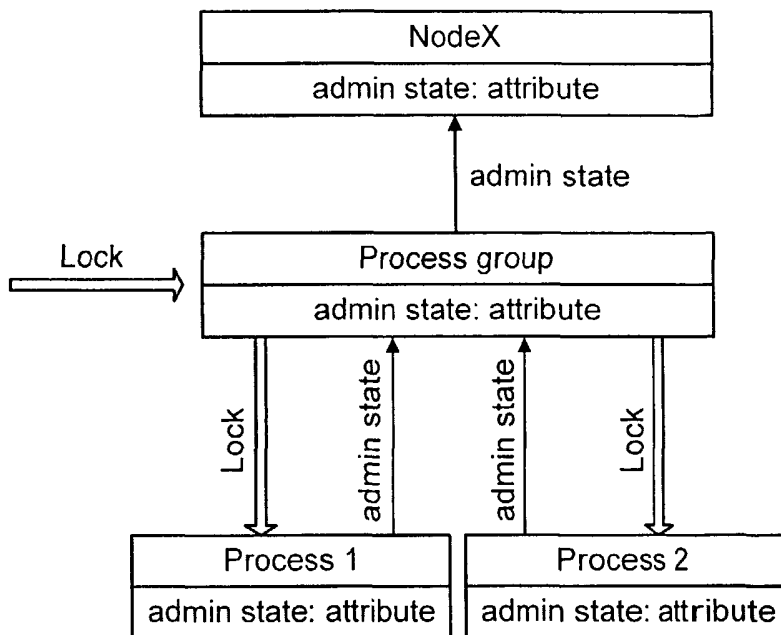 NodeX
admin state: attribute
admin state
Lock
Process group
admin state: attribute
Lock
admin state
admin state
Lock
Process 1
admin state: attribute
Process 2
admin state: attribute